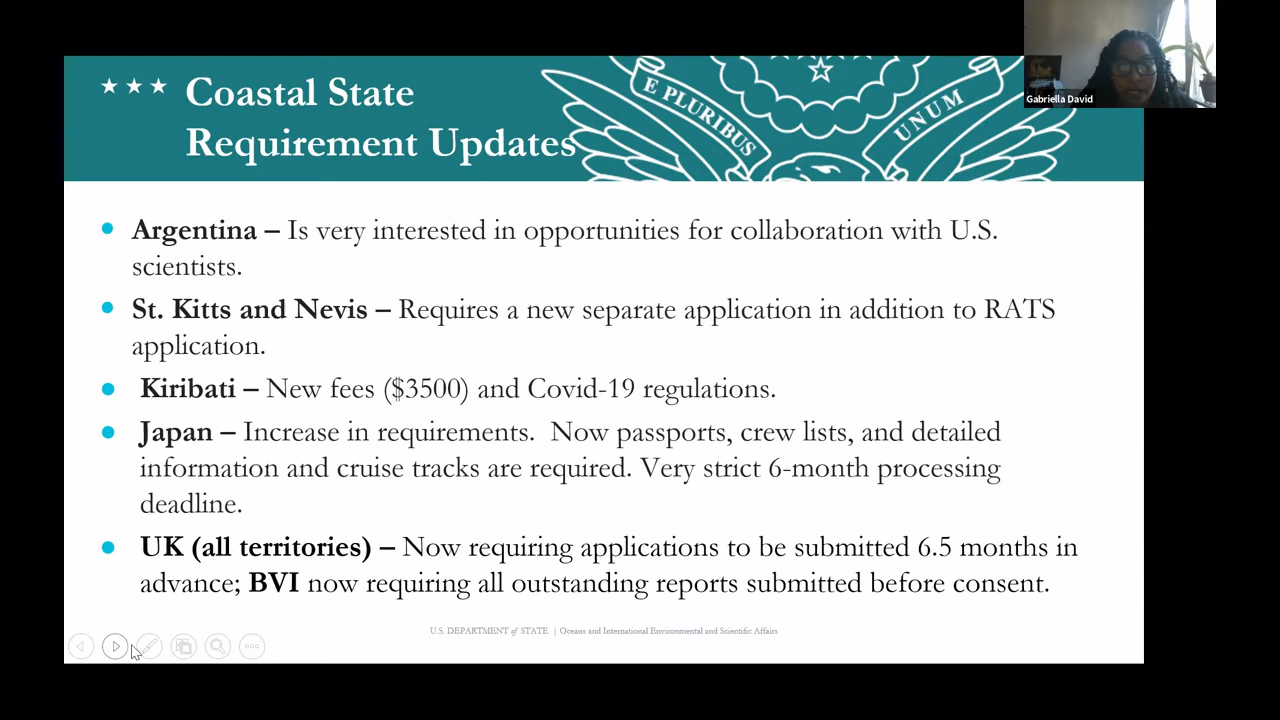 Coastal State
Requirement Updates
E PLURIBUS
UNUM
Gabriella David
Argentina – Is very interested in opportunities for collaboration with U.S.
scientists.
St. Kitts and Nevis – Requires a new separate application in addition to RATS
application.
Kiribati – New fees ($3500) and Covid-19 regulations.
Japan – Increase in requirements.  Now passports, crew lists, and detailed
information and cruise tracks are required. Very strict 6-month processing
deadline.
UK (all territories) – Now requiring applications to be submitted 6.5 months in
advance; BVI now requiring all outstanding reports submitted before consent.
U.S. DEPARTMENT of STATE | Oceans and International Environmental and Scientific Affairs